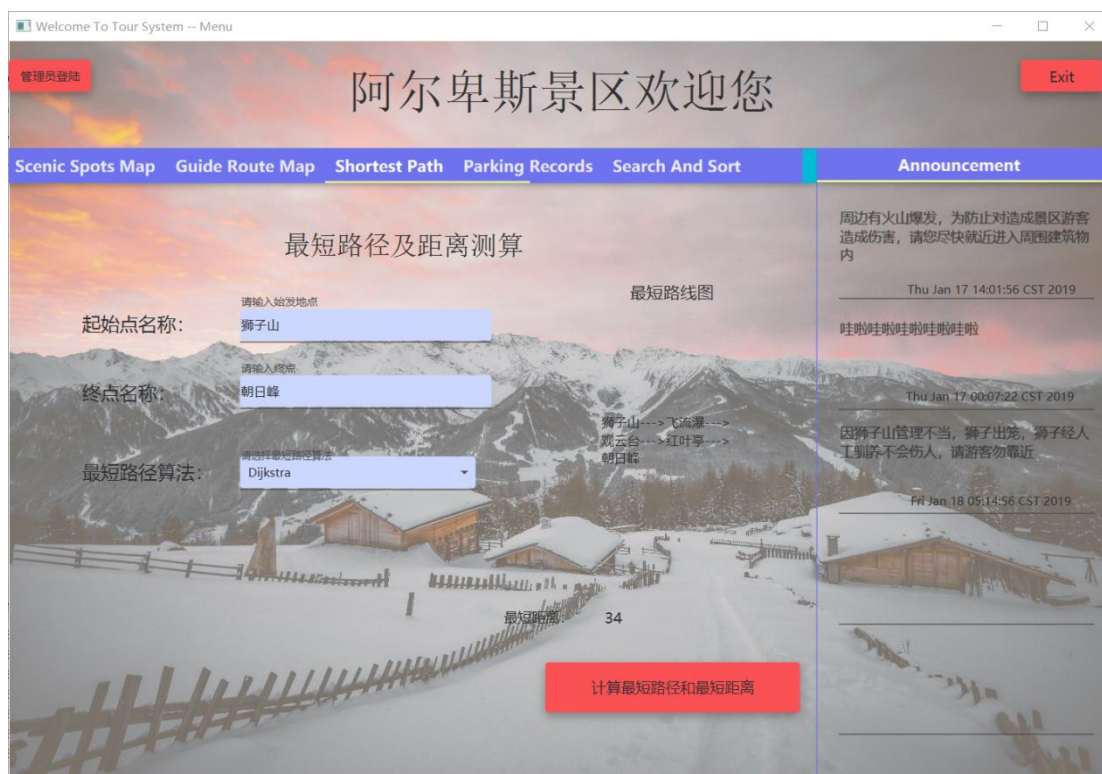 Welcome To Tour System -- Menu
管理员登陆
阿尔卑斯景区欢迎您
Exit
Scenic Spots Map
Guide Route Map
Shortest Path
Parking Records
Search And Sort
Announcement
最短路径及距离测算
请输入始发地点
起始点名称：
狮子山
请输入终点
终点名称：
朝日峰
请选择最短路径算法
最短路径算法：
Dijkstra
最短路线图
狮子山--->飞流瀑--->
观云台--->红叶亭--->
朝日峰
最短距离：
34
计算最短路径和最短距离
周边有火山爆发，为防止对造成景区游客
造成伤害，请您尽快就近进入周围建筑物
内
Thu Jan 17 14:01:56 CST 2019
哇啦哇啦哇啦哇啦哇啦
Thu Jan 17 00:07:22 CST 2019
因狮子山管理不当，狮子出笼，狮子经人
工驯养不会伤人，请游客勿靠近
Fri Jan 18 05:14:56 CST 2019